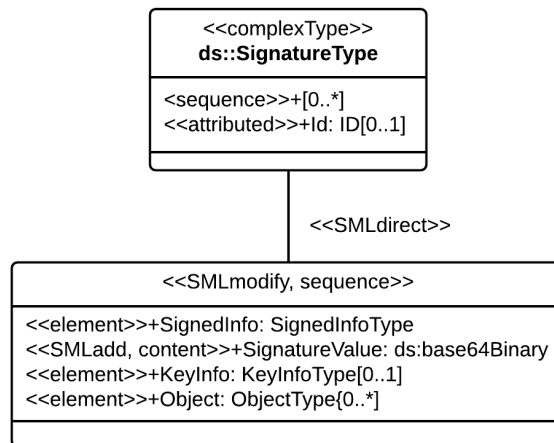 <<complexType>>
ds::SignatureType
<sequence>>+[0..*]
<<attributed>>+Id: ID[0..1]
<<SMLdirect>>
<<SMLmodify, sequence>>
<<element>>+SignedInfo: SignedInfoType
<<SMLadd, content>>+SignatureValue: ds:base64Binary
<<element>>+KeyInfo: KeyInfoType[0..1]
<<element>>+Object: ObjectType{0..*]